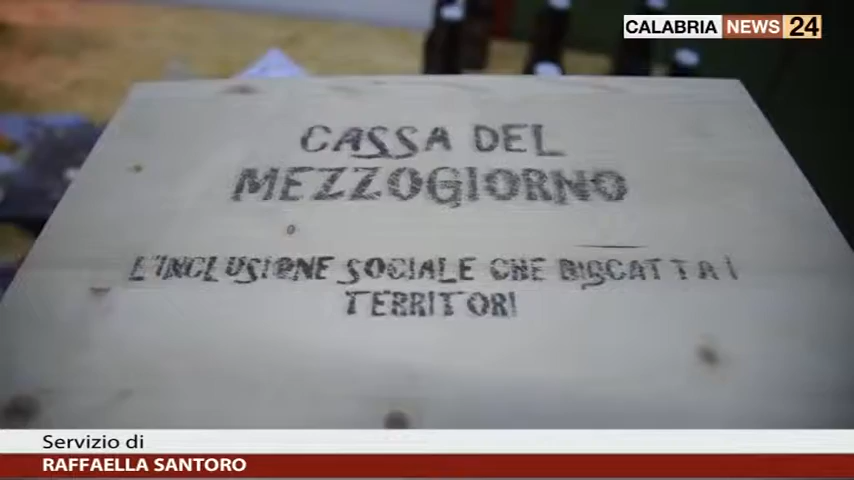 CALABRIA NEWS 24
CASSA DEL
MEZZOGIORNO
L'INCLUSIONE SOCIALE CHE RISCATTA I
TERRITORI
Servizio di
RAFFAELLA SANTORO